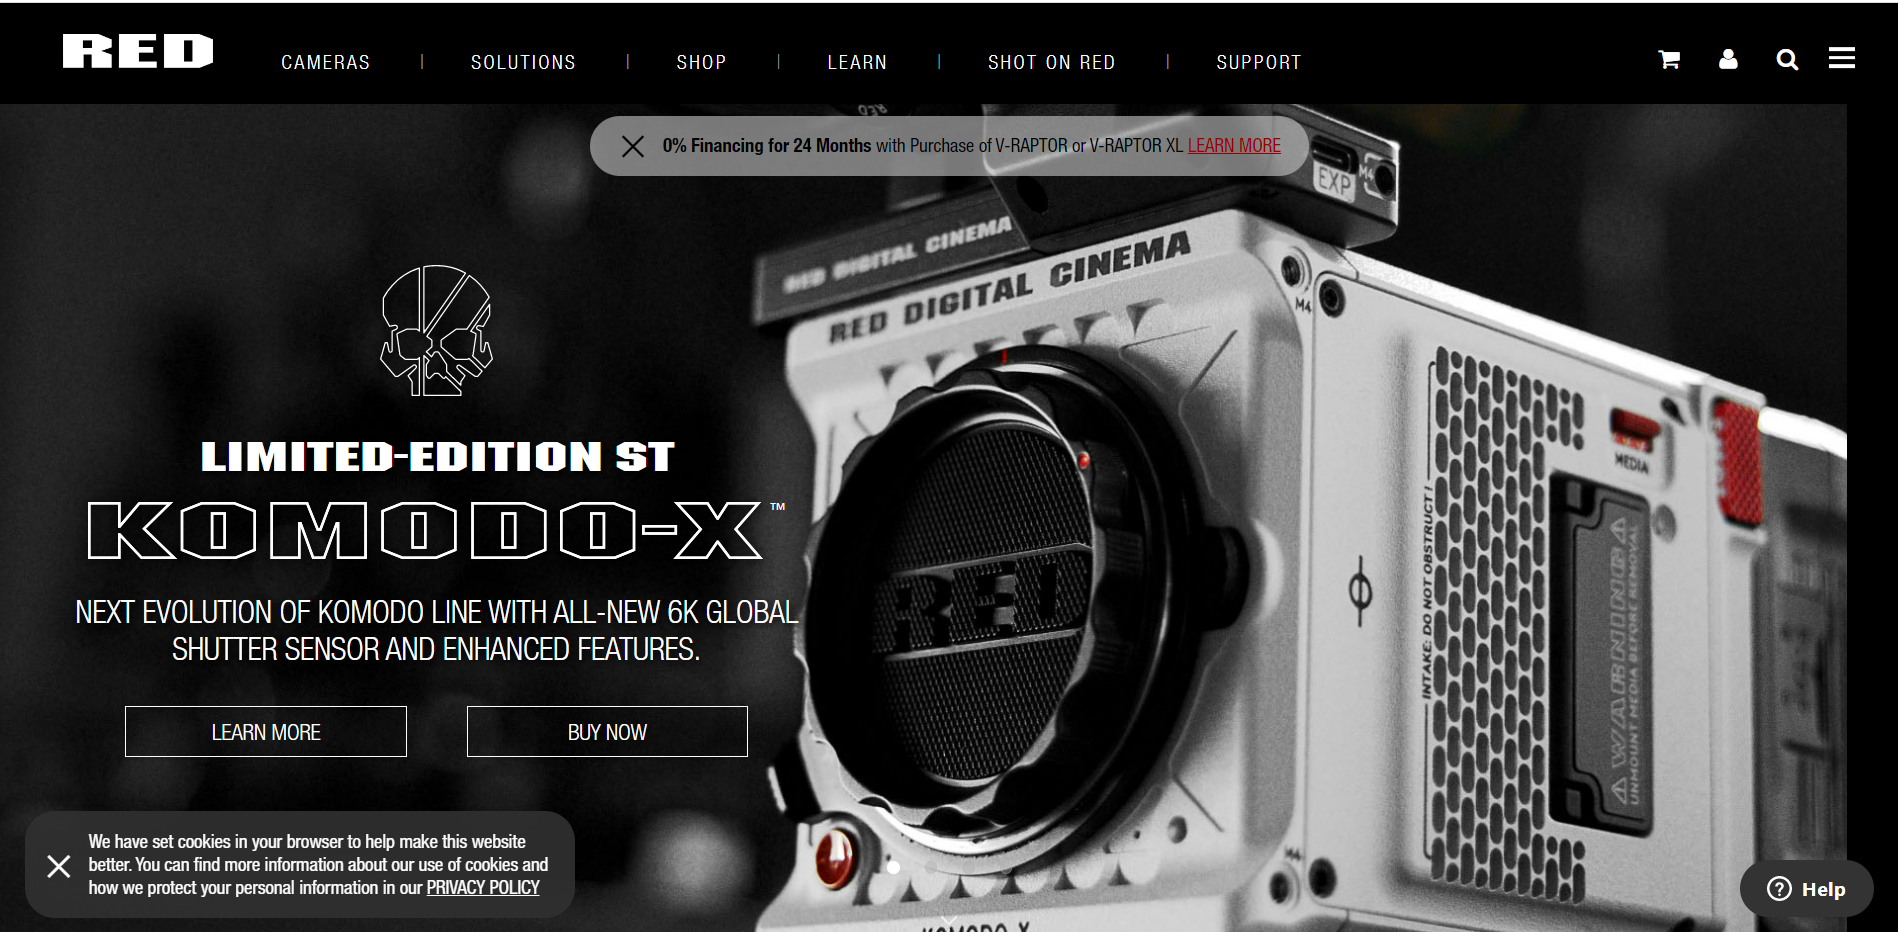 RED
CAMERAS | SOLUTIONS | SHOP | LEARN | SHOT ON RED | SUPPORT
0% Financing for 24 Months with Purchase of V-RAPTOR or V-RAPTOR XL LEARN MORE
EXP
M4
RED DIGITAL CINEMA
RED DIGITAL CINEMA
M4
LIMITED-EDITION ST
KOMODO-X™
NEXT EVOLUTION OF KOMODO LINE WITH ALL-NEW 6K GLOBAL
SHUTTER SENSOR AND ENHANCED FEATURES.
LEARN MORE
BUY NOW
RED
MEDIA
INTAKE: DO NOT OBSTRUCT!
WARNING
UNMOUNT MEDIA BEFORE REMOVAL
M4
We have set cookies in your browser to help make this website
better. You can find more information about our use of cookies and
how we protect your personal information in our PRIVACY POLICY
KOMODO-X
Help